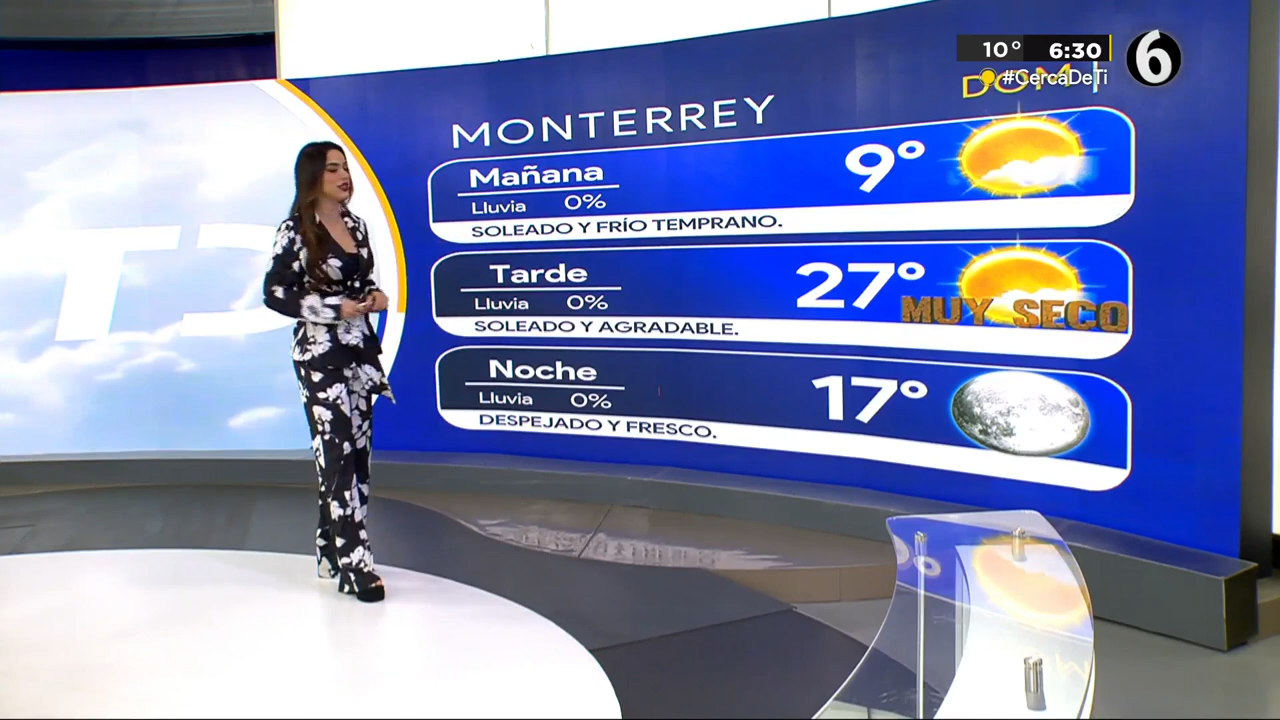 10° 6:30
6
#CercaDeTi
MONTERREY
Mañana
9°
Lluvia 0%
SOLEADO Y FRÍO TEMPRANO.
Tarde
27°
Lluvia 0%
MUY SECO
SOLEADO Y AGRADABLE.
Noche
17°
Lluvia 0%
DESPEJADO Y FRESCO.